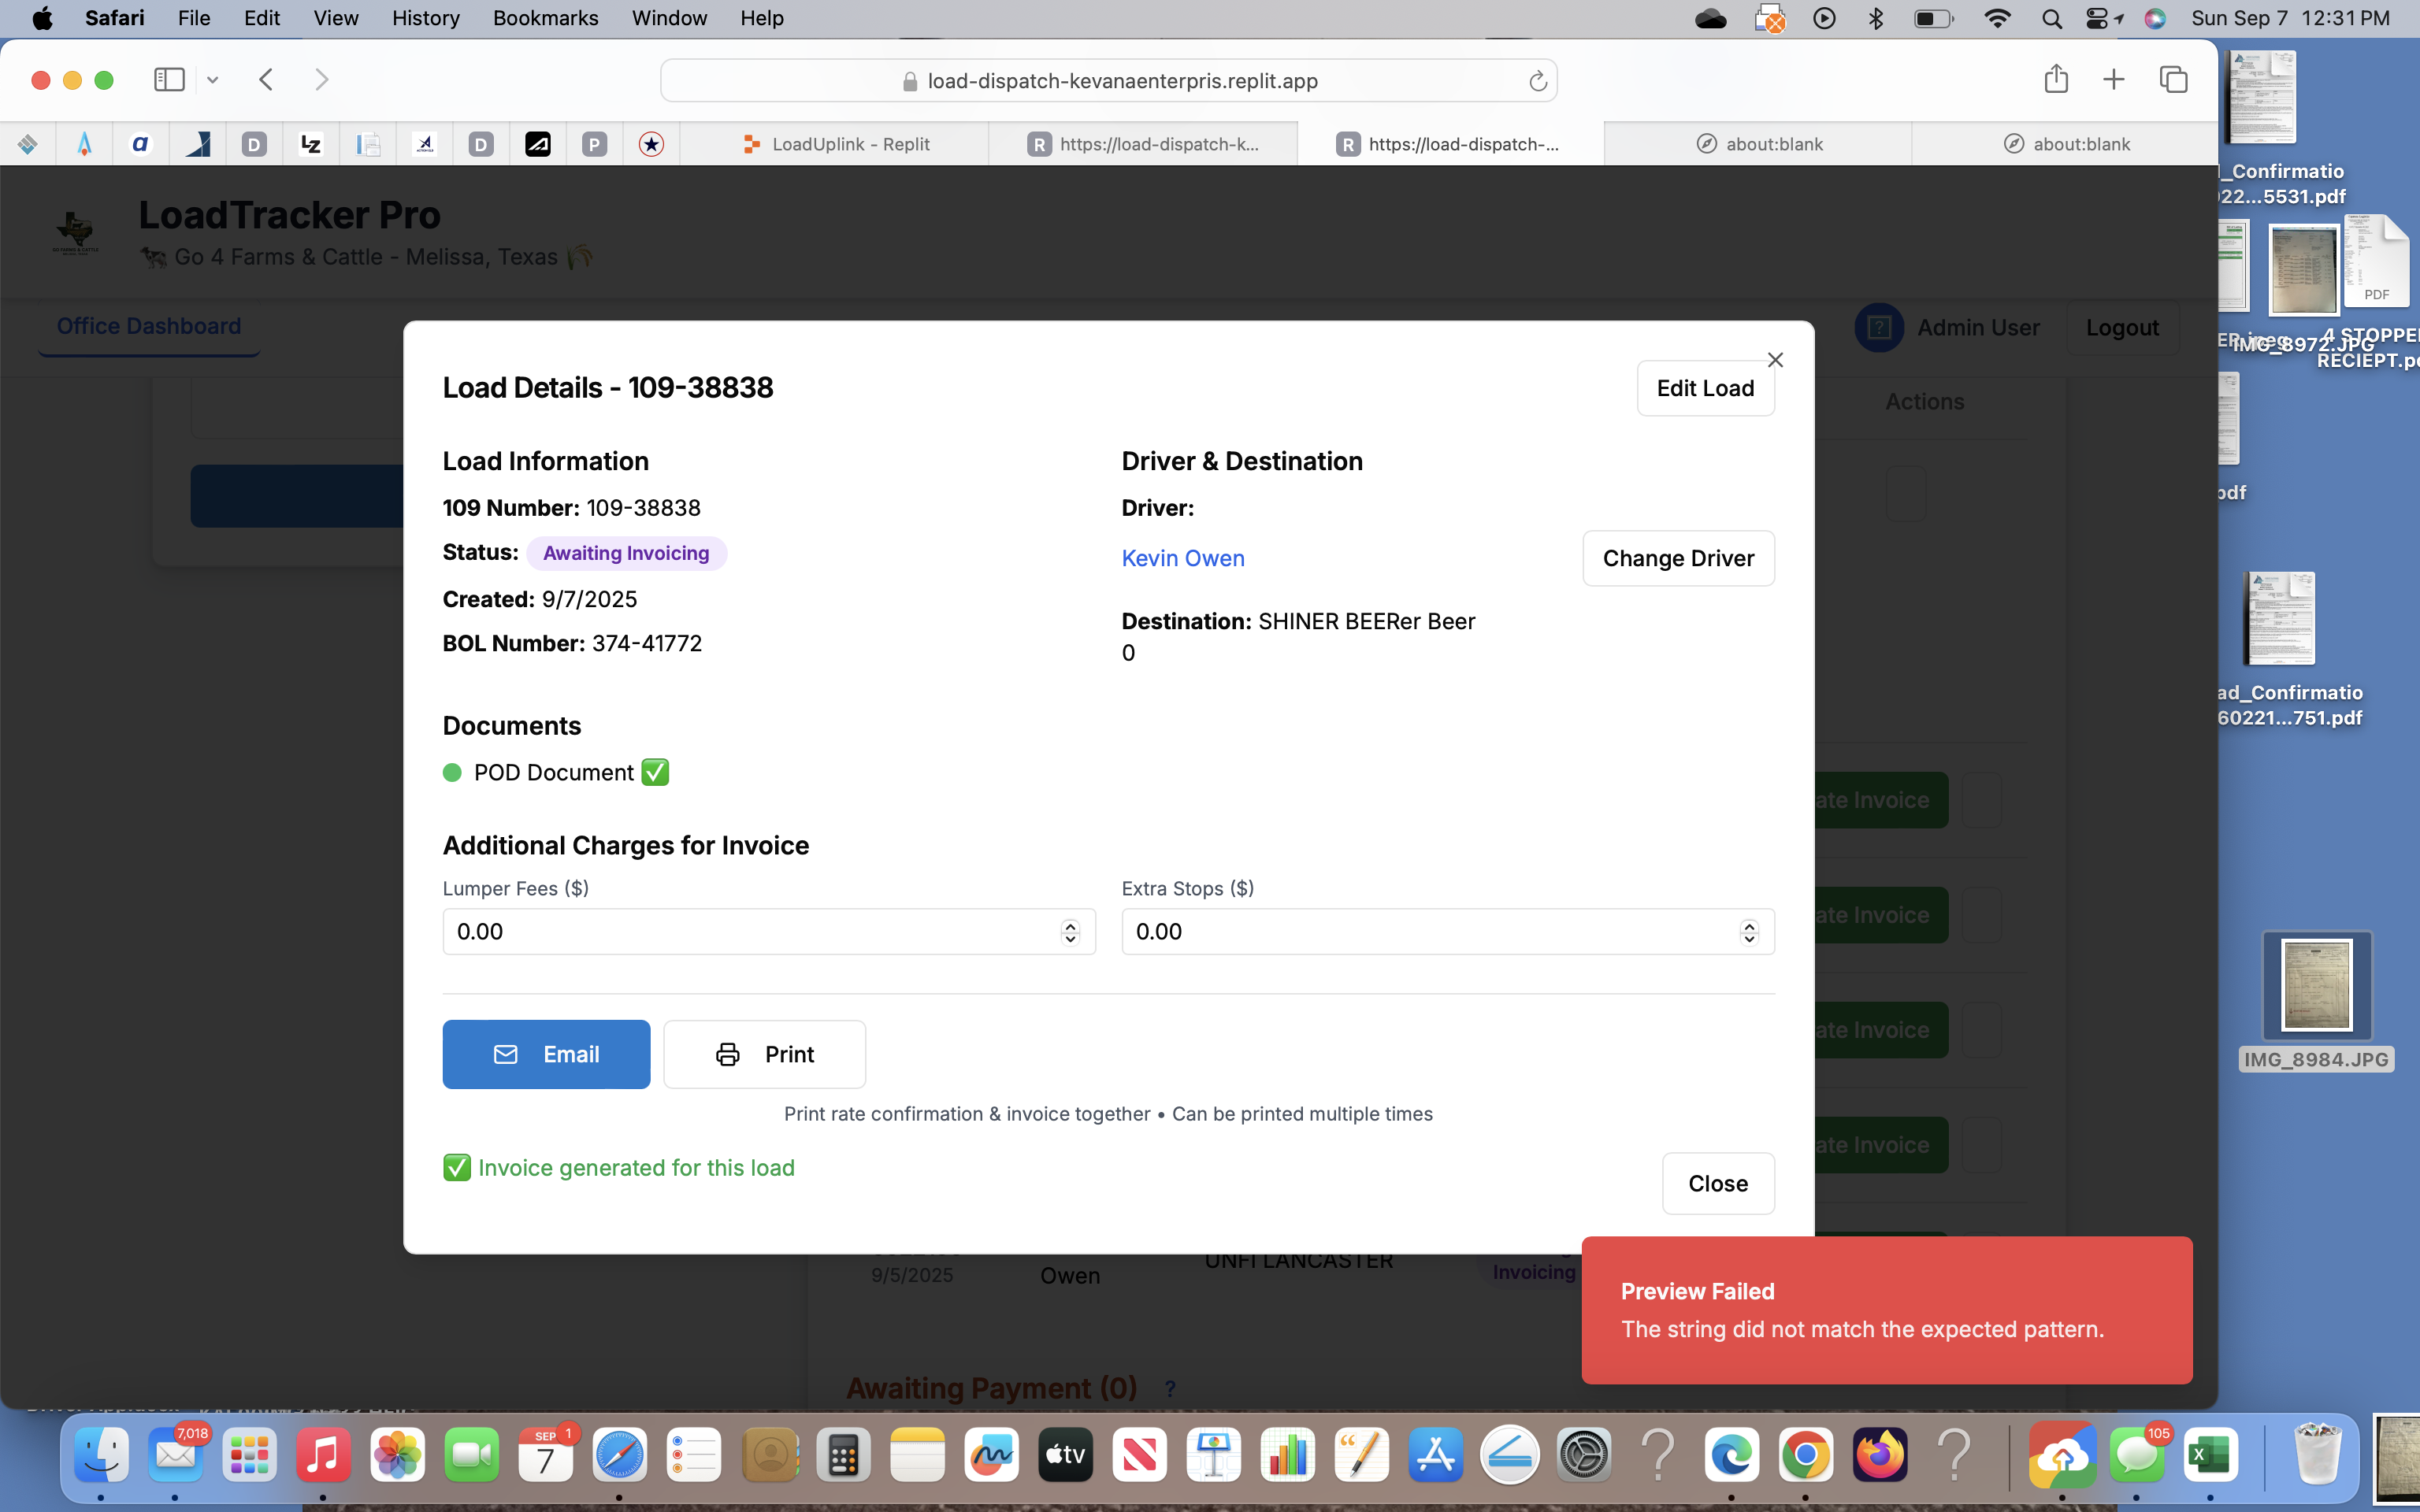 Safari File Edit View History Bookmarks Window Help Sun Sep 7 12:31 PM
load-dispatch-kevanaenterpris.replit.app
LoadUplink - Replit
https://load-dispatch-k...
https://load-dispatch-...
about:blank
about:blank
LoadTracker Pro
Go 4 Farms & Cattle - Melissa, Texas
Office Dashboard
Admin User
Logout
Actions
Load Details - 109-38838
Edit Load
Load Information
109 Number: 109-38838
Status: Awaiting Invoicing
Created: 9/7/2025
BOL Number: 374-41772
Driver & Destination
Driver:
Kevin Owen
Change Driver
Destination: SHINER BEERer Beer
0
Documents
POD Document
Additional Charges for Invoice
Lumper Fees ($)
0.00
Extra Stops ($)
0.00
Email
Print
Print rate confirmation & invoice together • Can be printed multiple times
Invoice generated for this load
Close
ate Invoice
ate Invoice
ate Invoice
ate Invoice
9/5/2025
Owen
UNFI LANCASTER
Invoicing
Preview Failed
The string did not match the expected pattern.
Awaiting Payment (0) ?
_Confirmatio
022...5531.pdf
PDF
ER.jpeg
IMG_8972.JPG
4 STOPPE
RECIEPT.p
pdf
ad_Confirmatio
60221...751.pdf
IMG_8984.JPG
7,018
SEP
7
1
tv
105